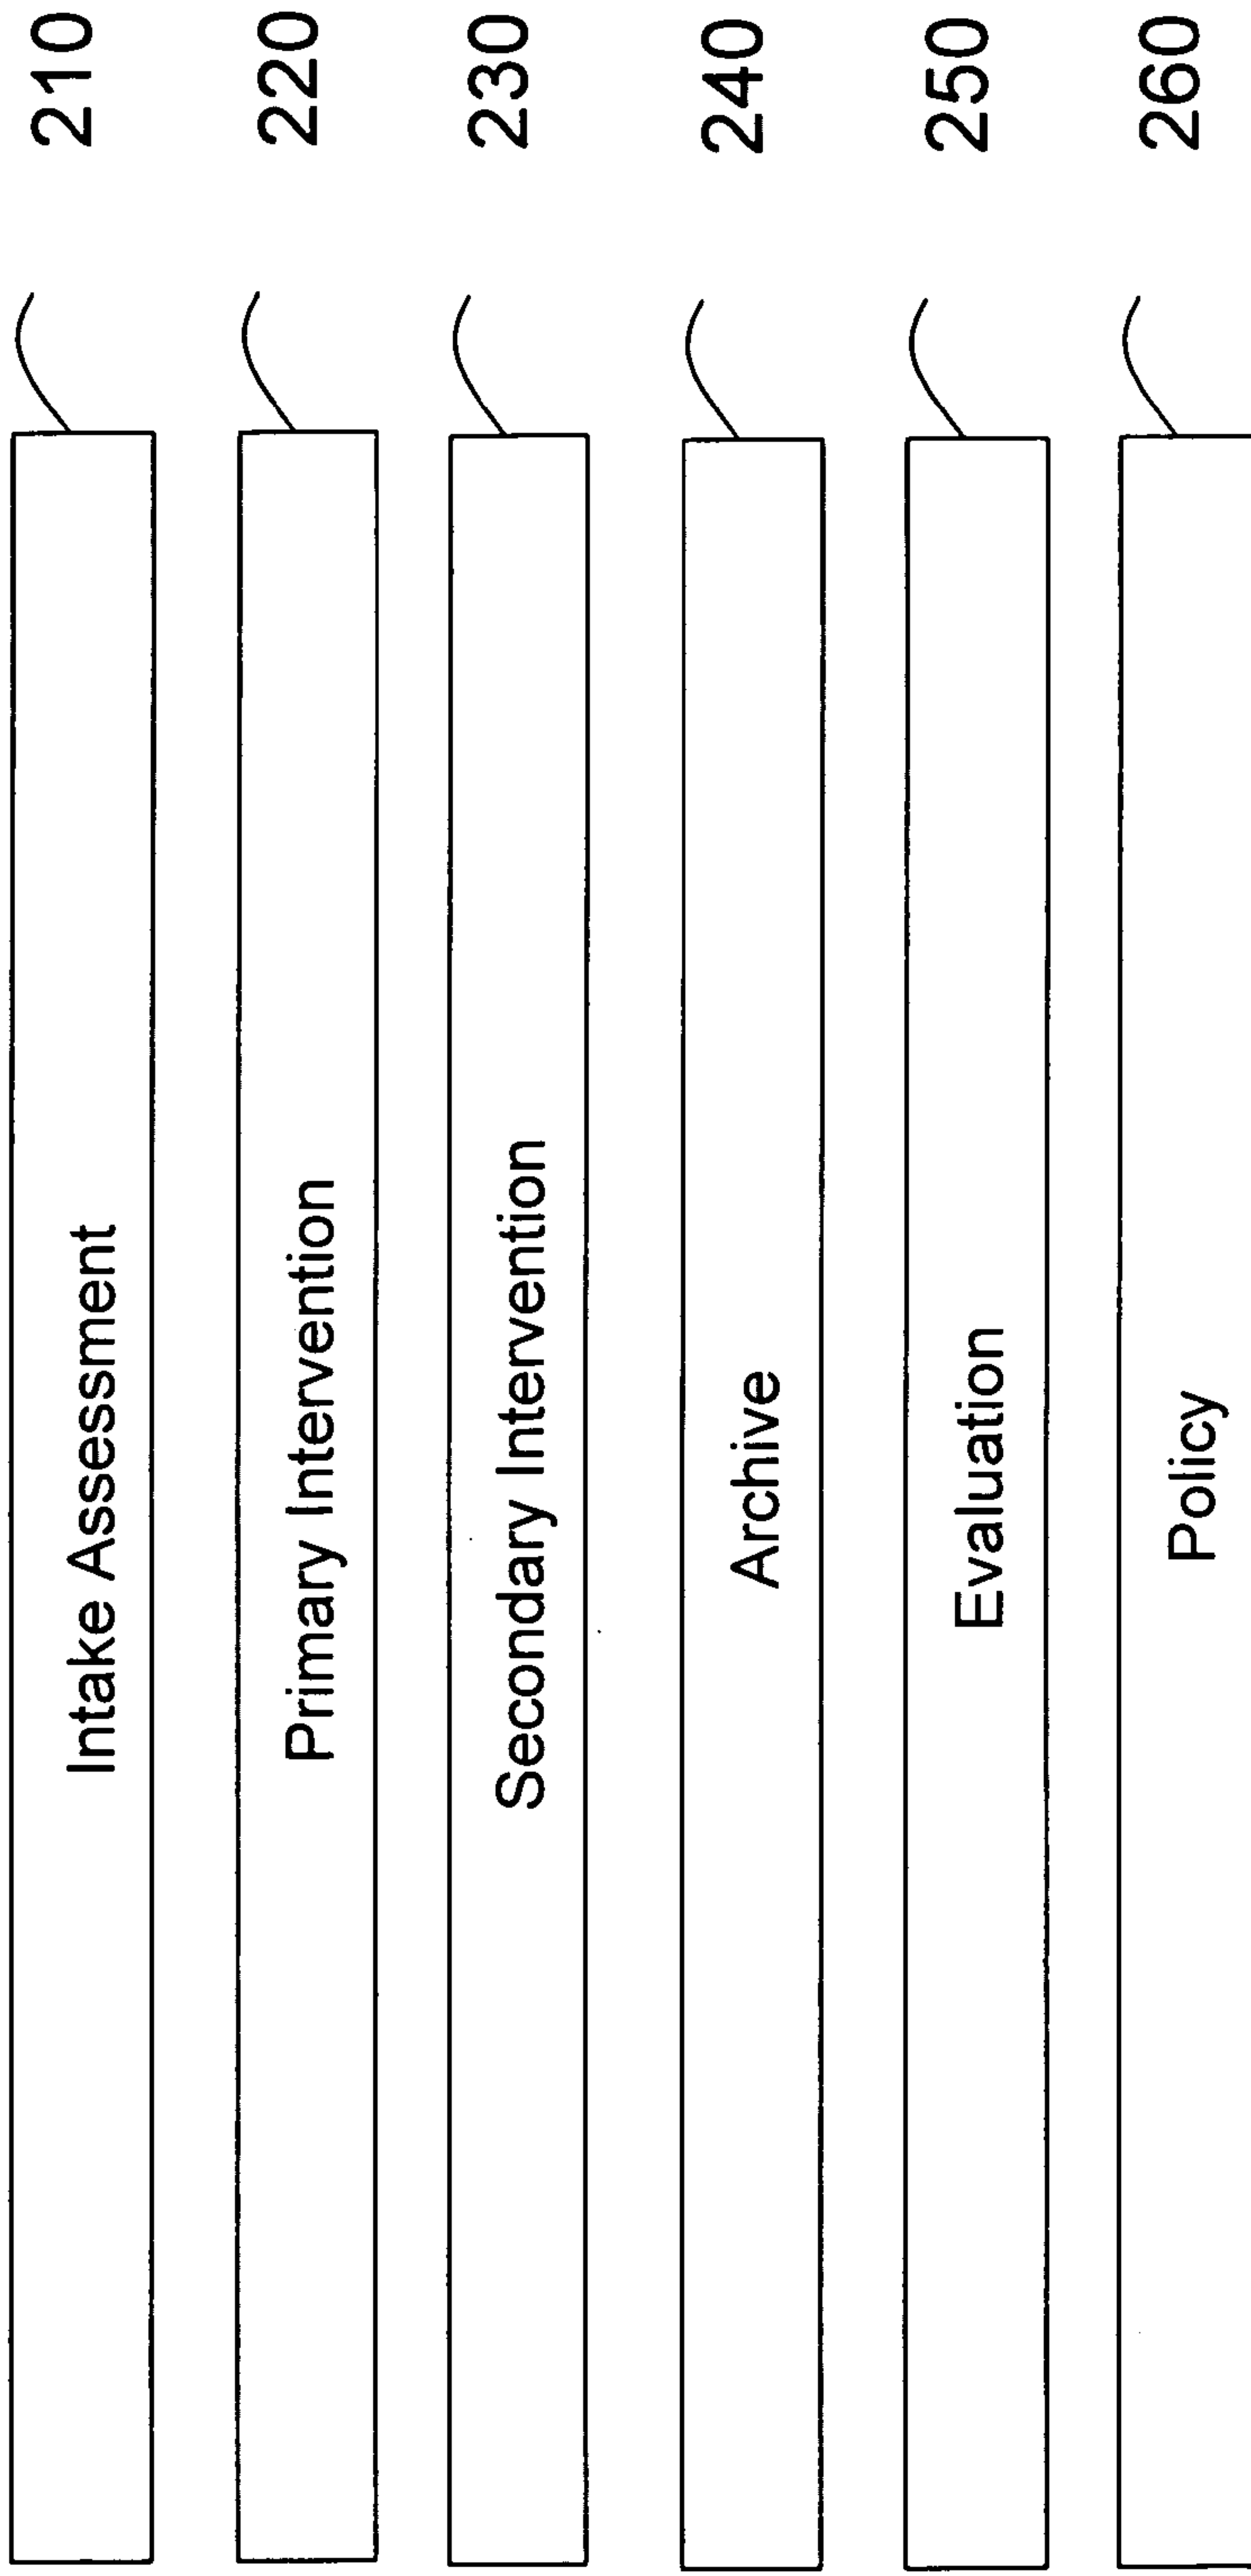 Intake Assessment 210
Primary Intervention 220
Secondary Intervention 230
Archive 240
Evaluation 250
Policy 260